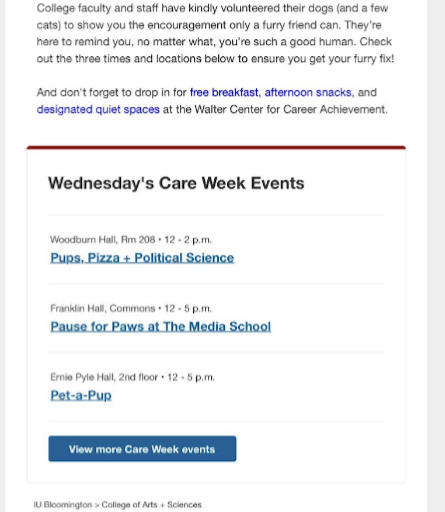 College faculty and staff have kindly volunteered their dogs (and a few
cats) to show you the encouragement only a furry friend can. They're
here to remind you, no matter what, you're such a good human. Check
out the three times and locations below to ensure you get your furry fix!
And don't forget to drop in for free breakfast, afternoon snacks, and
designated quiet spaces at the Walter Center for Career Achievement.
Wednesday's Care Week Events
Woodburn Hall, Rm 208 • 12 - 2 p.m.
Pups, Pizza + Political Science
Franklin Hall, Commons • 12 - 5 p.m.
Pause for Paws at The Media School
Ernie Pyle Hall, 2nd floor • 12 - 5 p.m.
Pet-a-Pup
View more Care Week events
IU Bloomington > College of Arts + Sciences